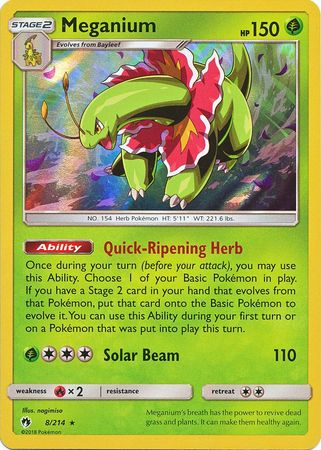 STAGE2
Meganium
HP 150
Evolves from Bayleef
NO. 154 Herb Pokémon HT: 5'11" WT: 221.6 lbs.
Ability Quick-Ripening Herb
Once during your turn (before your attack), you may use
this Ability. Choose 1 of your Basic Pokémon in play.
If you have a Stage 2 card in your hand that evolves from
that Pokémon, put that card onto the Basic Pokémon to
evolve it. You can use this Ability during your first turn or
on a Pokémon that was put into play this turn.
Solar Beam 110
weakness ×2 resistance retreat
Illus. nagimiso
8/214 ★
©2018 Pokémon
Meganium's breath has the power to revive dead
grass and plants. It can make them healthy again.